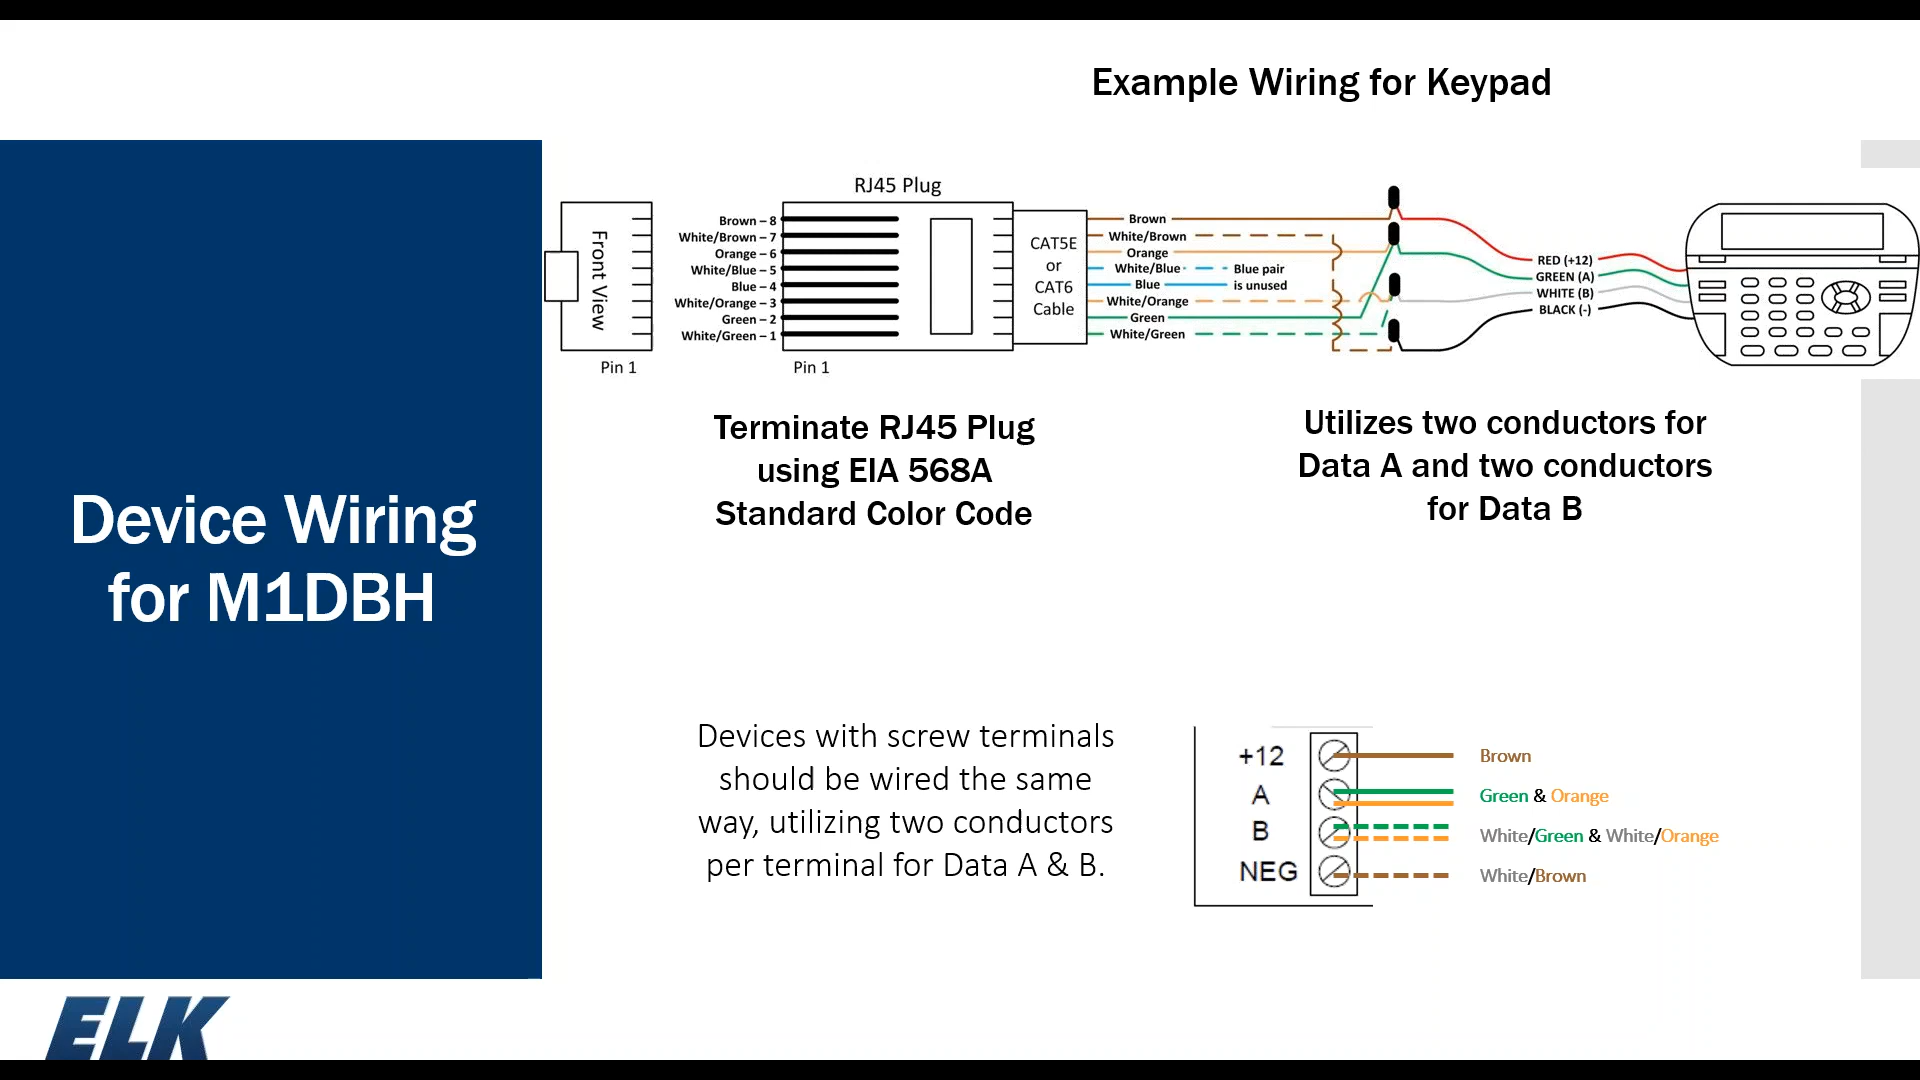 Example Wiring for Keypad
RJ45 Plug
Front View
Pin 1
Brown – 8
White/Brown – 7
Orange – 6
White/Blue – 5
Blue – 4
White/Orange – 3
Green – 2
White/Green – 1
Pin 1
CAT5E
or
CAT6
Cable
Brown
White/Brown
Orange
White/Blue
Blue
White/Orange
Green
White/Green
Blue pair
is unused
RED (+12)
GREEN (A)
WHITE (B)
BLACK (-)
Terminate RJ45 Plug
using EIA 568A
Standard Color Code
Utilizes two conductors for
Data A and two conductors
for Data B
Device Wiring
for M1DBH
Devices with screw terminals
should be wired the same
way, utilizing two conductors
per terminal for Data A & B.
+12
A
B
NEG
Brown
Green & Orange
White/Green & White/Orange
White/Brown
ELK